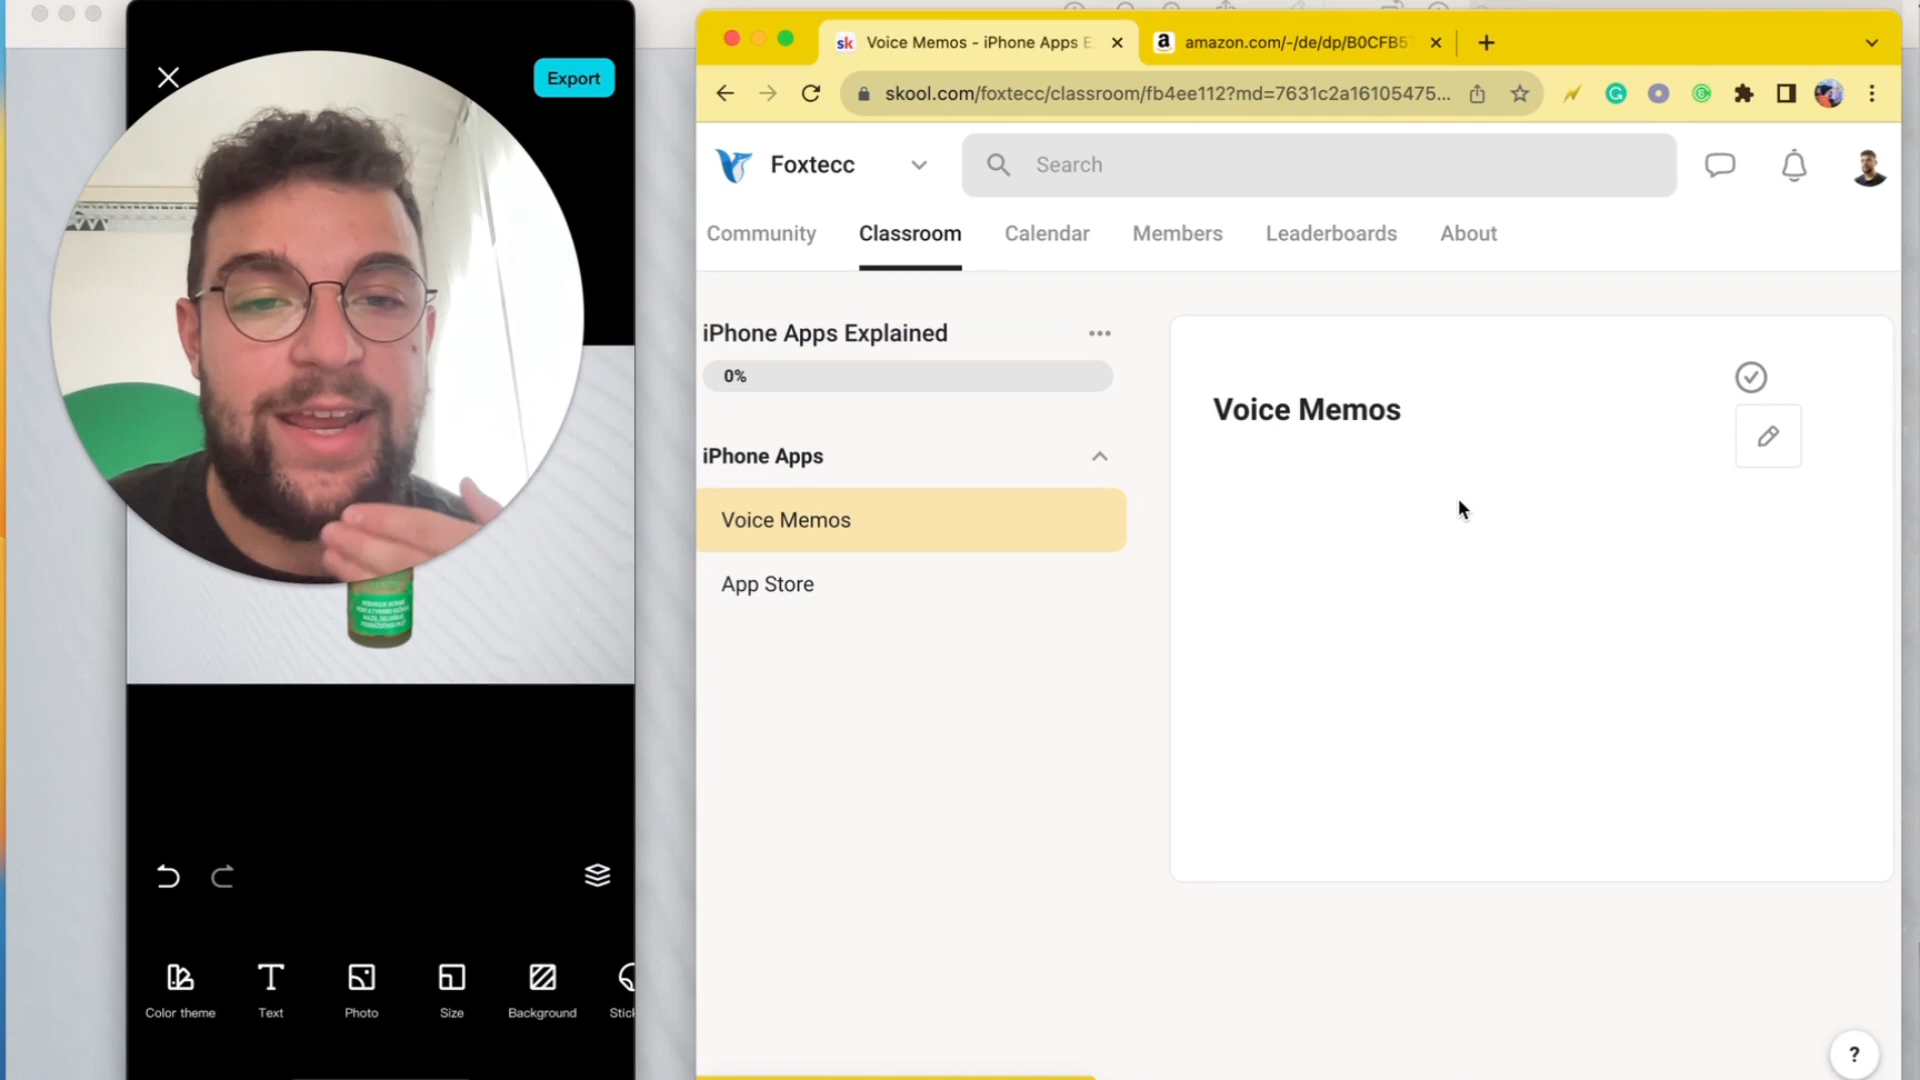 Export
Color theme
Text
Photo
Size
Background
Stic
sk
Voice Memos - iPhone Apps E
a
amazon.com/-/de/dp/B0CFB5
skool.com/foxtecc/classroom/fb4ee112?md=7631c2a16105475...
Foxtecc
Search
Community
Classroom
Calendar
Members
Leaderboards
About
iPhone Apps Explained
0%
iPhone Apps
Voice Memos
App Store
Voice Memos
?